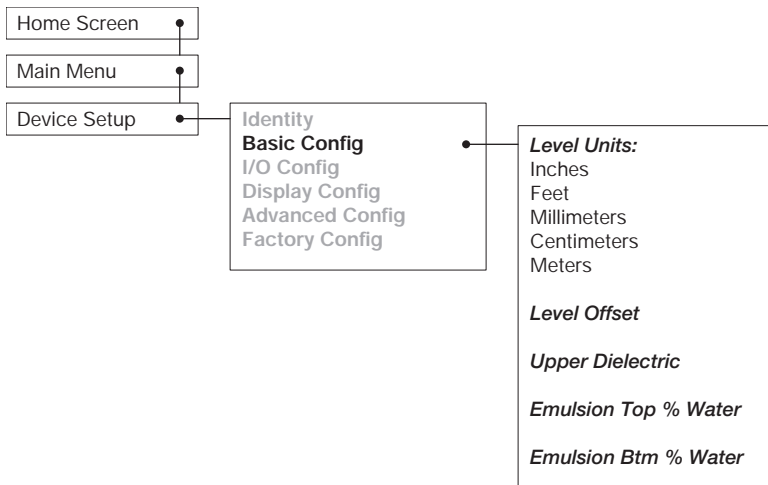 Home Screen
Main Menu
Device Setup
Identity
Basic Config
I/O Config
Display Config
Advanced Config
Factory Config
Level Units:
Inches
Feet
Millimeters
Centimeters
Meters
Level Offset
Upper Dielectric
Emulsion Top % Water
Emulsion Btm % Water